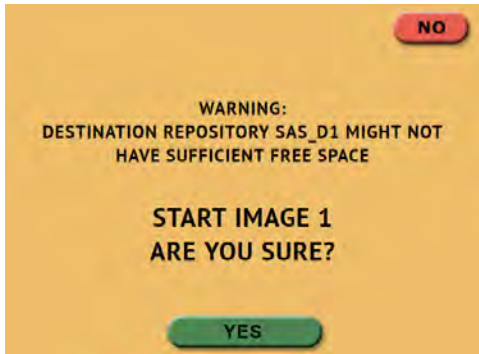 NO
WARNING:
DESTINATION REPOSITORY SAS_D1 MIGHT NOT
HAVE SUFFICIENT FREE SPACE
START IMAGE 1
ARE YOU SURE?
YES